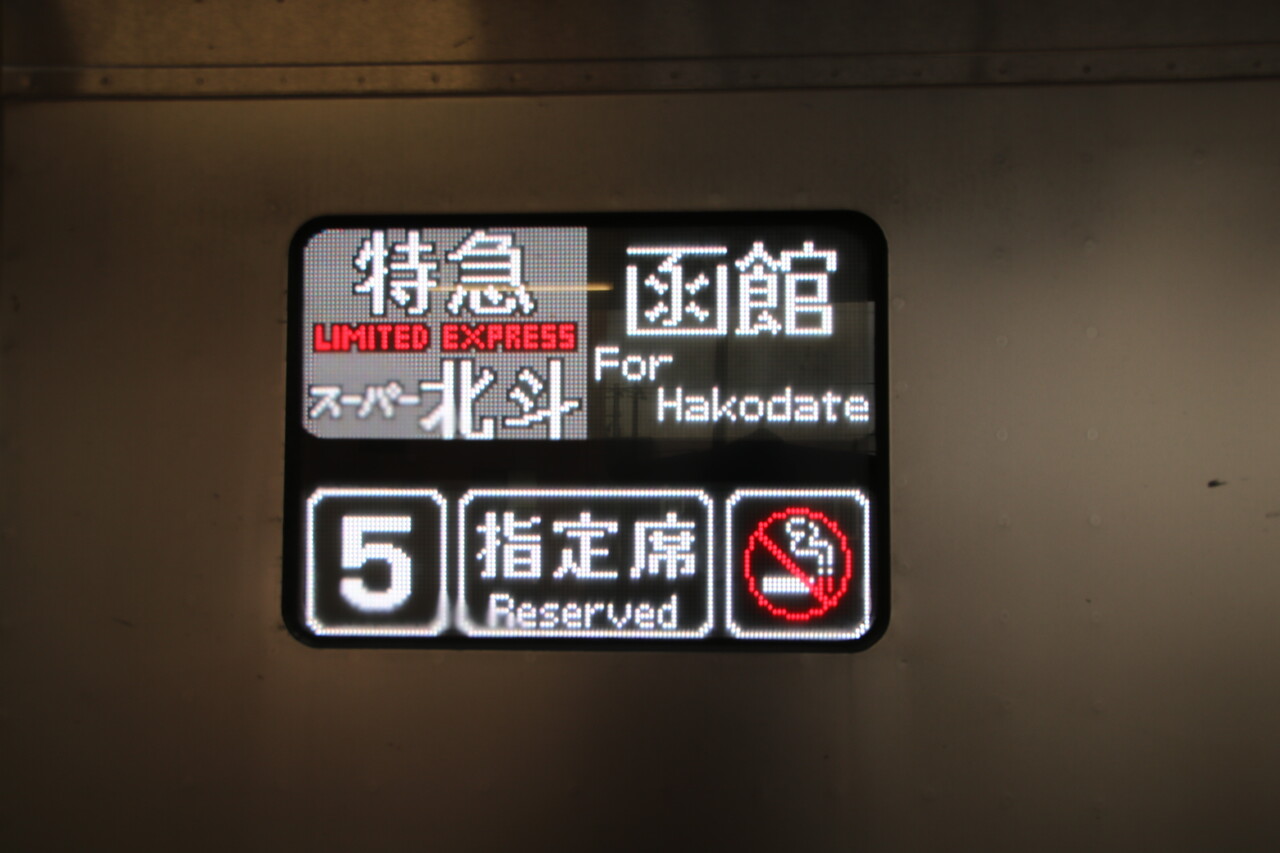 特急
LIMITED EXPRESS
スーパー北斗
函館
For
Hakodate
5
指定席
Reserved